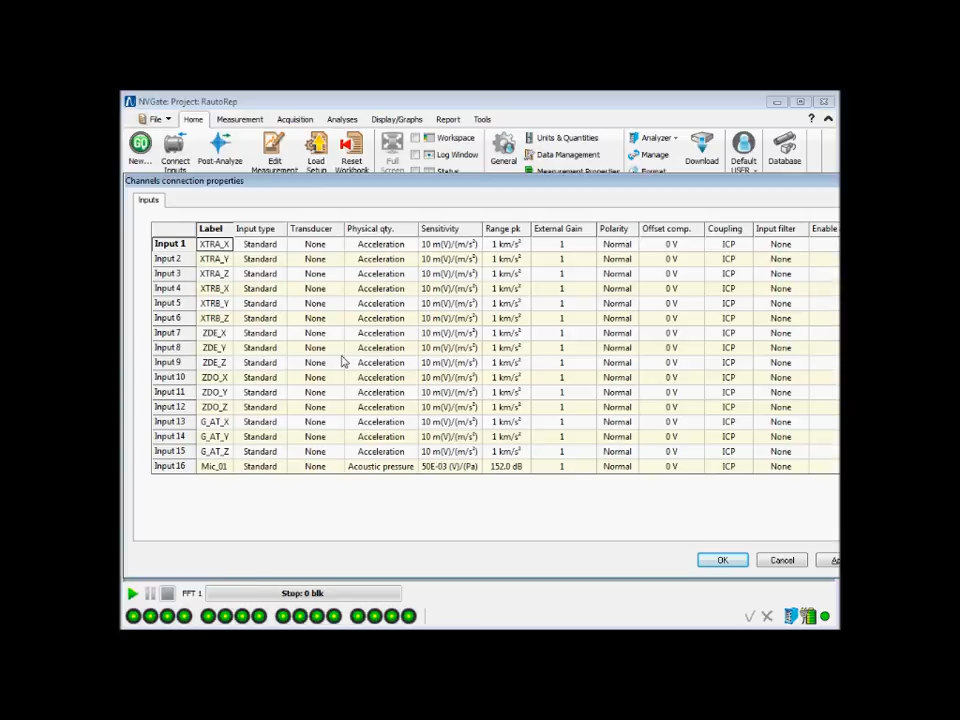 NVGate: Project: RautoRep
File Home Measurement Acquisition Analyses Display/Graphs Report Tools ?
GO Workspace Units & Quantities Analyzer
Log Window Data Management Manage
New... Connect Post-Analyze Edit Load Reset Full General Download Default Database
Inputs Measurement Setup Workbook Screen Status Measurement Properties Format USER
Channels connection properties
Inputs
Label Input type Transducer Physical qty. Sensitivity Range pk External Gain Polarity Offset comp. Coupling Input filter Enable
Input 1 XTRA_X Standard None Acceleration 10 m(V)/(m/s²) 1 km/s² 1 Normal 0 V ICP None
Input 2 XTRA_Y Standard None Acceleration 10 m(V)/(m/s²) 1 km/s² 1 Normal 0 V ICP None
Input 3 XTRA_Z Standard None Acceleration 10 m(V)/(m/s²) 1 km/s² 1 Normal 0 V ICP None
Input 4 XTRB_X Standard None Acceleration 10 m(V)/(m/s²) 1 km/s² 1 Normal 0 V ICP None
Input 5 XTRB_Y Standard None Acceleration 10 m(V)/(m/s²) 1 km/s² 1 Normal 0 V ICP None
Input 6 XTRB_Z Standard None Acceleration 10 m(V)/(m/s²) 1 km/s² 1 Normal 0 V ICP None
Input 7 ZDE_X Standard None Acceleration 10 m(V)/(m/s²) 1 km/s² 1 Normal 0 V ICP None
Input 8 ZDE_Y Standard None Acceleration 10 m(V)/(m/s²) 1 km/s² 1 Normal 0 V ICP None
Input 9 ZDE_Z Standard None Acceleration 10 m(V)/(m/s²) 1 km/s² 1 Normal 0 V ICP None
Input 10 ZDO_X Standard None Acceleration 10 m(V)/(m/s²) 1 km/s² 1 Normal 0 V ICP None
Input 11 ZDO_Y Standard None Acceleration 10 m(V)/(m/s²) 1 km/s² 1 Normal 0 V ICP None
Input 12 ZDO_Z Standard None Acceleration 10 m(V)/(m/s²) 1 km/s² 1 Normal 0 V ICP None
Input 13 G_AT_X Standard None Acceleration 10 m(V)/(m/s²) 1 km/s² 1 Normal 0 V ICP None
Input 14 G_AT_Y Standard None Acceleration 10 m(V)/(m/s²) 1 km/s² 1 Normal 0 V ICP None
Input 15 G_AT_Z Standard None Acceleration 10 m(V)/(m/s²) 1 km/s² 1 Normal 0 V ICP None
Input 16 Mic_01 Standard None Acoustic pressure 50E-03 (V)/(Pa) 152.0 dB 1 Normal 0 V ICP None
OK Cancel Ap
FFT 1 Stop: 0 blk